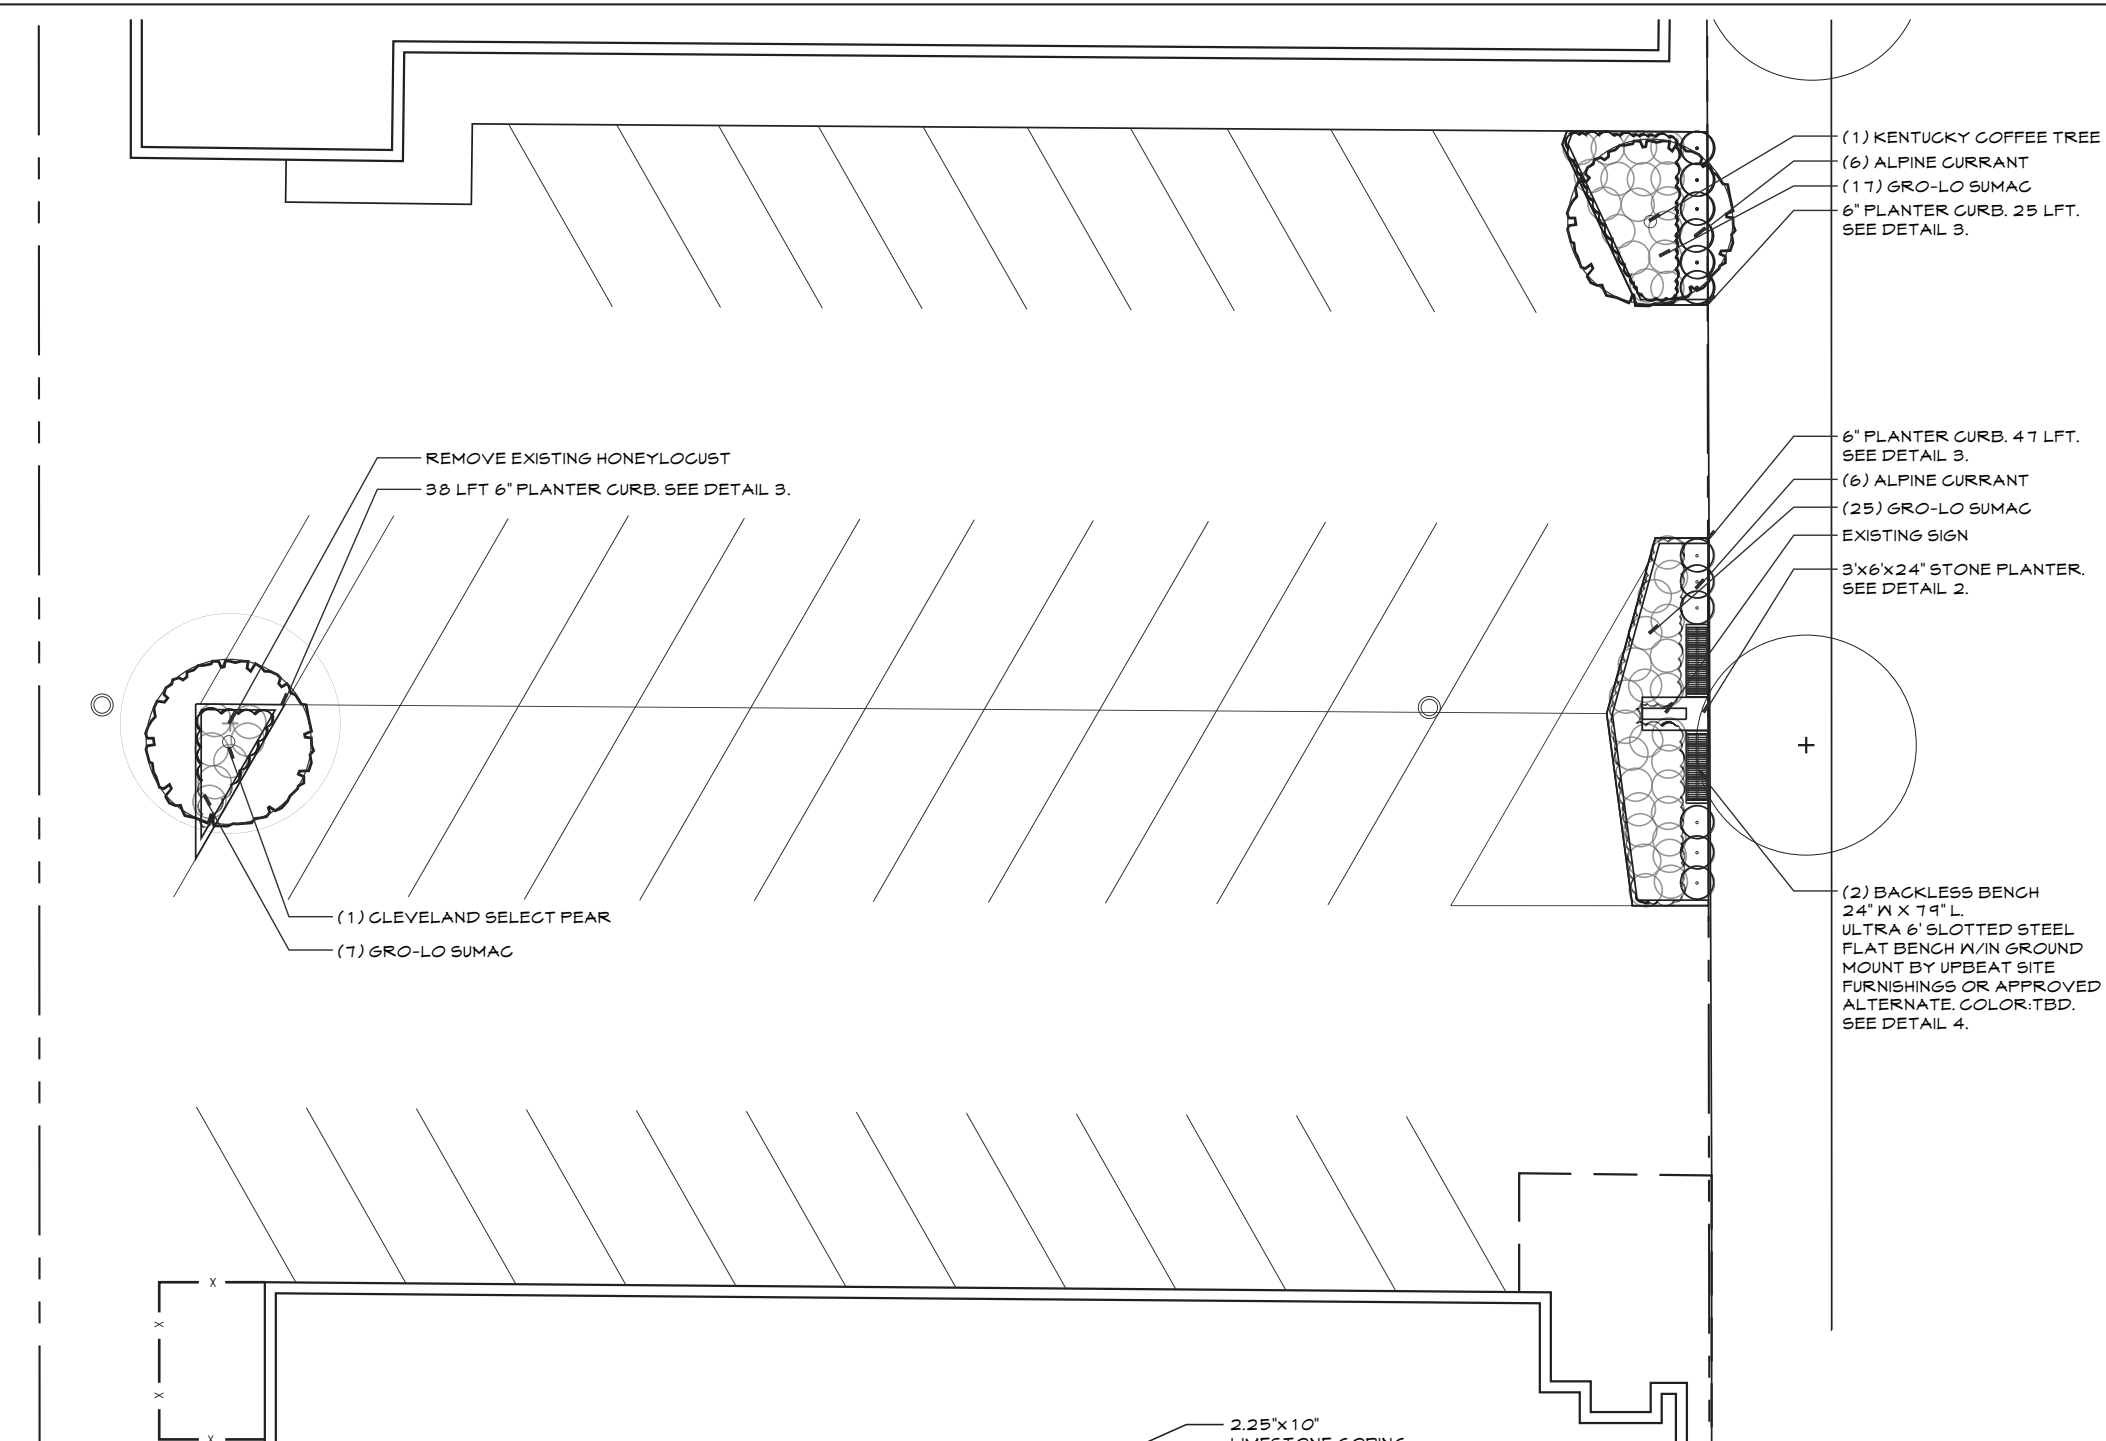 (1) KENTUCKY COFFEE TREE
(6) ALPINE CURRANT
(17) GRO-LO SUMAC
6" PLANTER CURB. 25 LFT.
SEE DETAIL 3.
6" PLANTER CURB. 47 LFT.
SEE DETAIL 3.
(6) ALPINE CURRANT
(25) GRO-LO SUMAC
EXISTING SIGN
3'x6'x24" STONE PLANTER.
SEE DETAIL 2.
REMOVE EXISTING HONEYLOCUST
38 LFT 6" PLANTER CURB. SEE DETAIL 3.
(1) CLEVELAND SELECT PEAR
(7) GRO-LO SUMAC
(2) BACKLESS BENCH
24" W X 79" L.
ULTRA 6' SLOTTED STEEL
FLAT BENCH W/IN GROUND
MOUNT BY UPBEAT SITE
FURNISHINGS OR APPROVED
ALTERNATE. COLOR:TBD.
SEE DETAIL 4.
X
X
X
X
2.25"x10"
LIMESTONE COPING